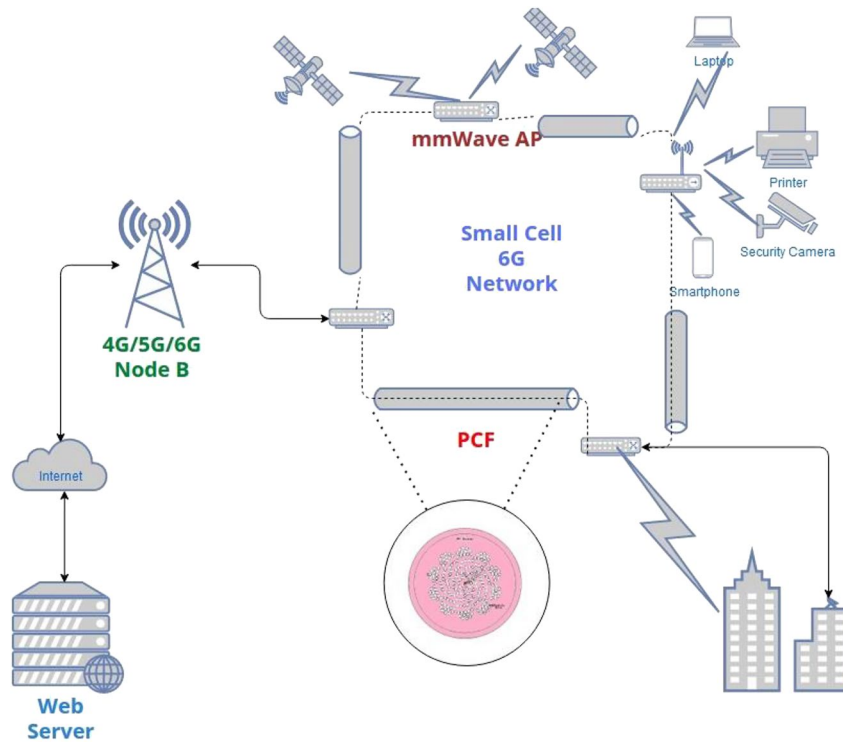 Laptop
mmWave AP
Printer
Small Cell
6G
Network
Security Camera
Smartphone
4G/5G/6G
Node B
PCF
Internet
Web
Server